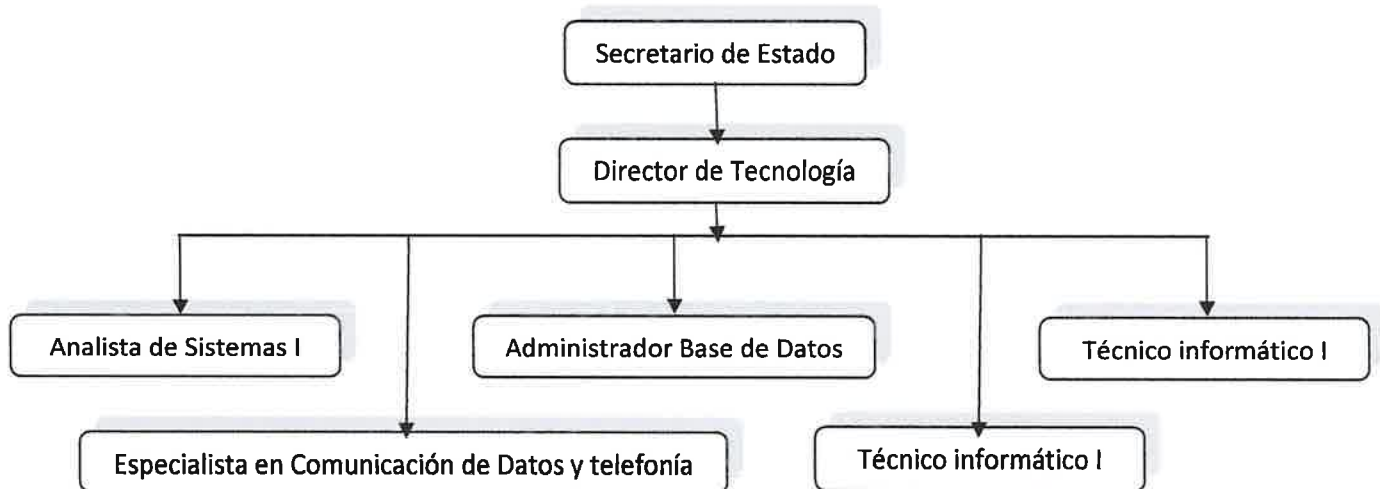 Secretario de Estado
Director de Tecnología
Analista de Sistemas I
Administrador Base de Datos
Técnico informático I
Especialista en Comunicación de Datos y telefonía
Técnico informático I